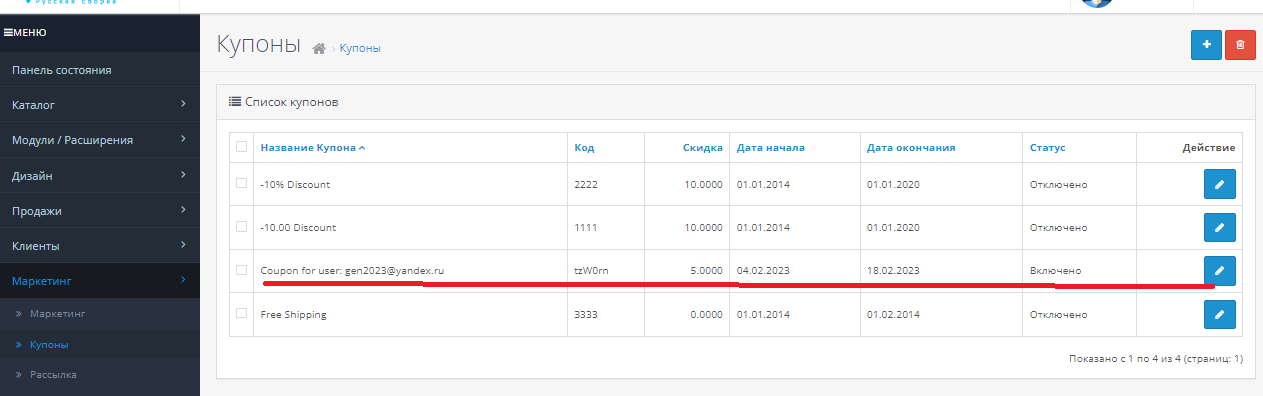 Русская сборка
МЕНЮ
Купоны › Купоны
Панель состояния
Каталог
Модули / Расширения
Дизайн
Продажи
Клиенты
Маркетинг
» Маркетинг
» Купоны
» Рассылка
Список купонов
Название Купона Код Скидка Дата начала Дата окончания Статус Действие
-10% Discount 2222 10.0000 01.01.2014 01.01.2020 Отключено
-10.00 Discount 1111 10.0000 01.01.2014 01.01.2020 Отключено
Coupon for user: gen2023@yandex.ru tzW0rn 5.0000 04.02.2023 18.02.2023 Включено
Free Shipping 3333 0.0000 01.01.2014 01.02.2014 Отключено
Показано с 1 по 4 из 4 (страниц: 1)